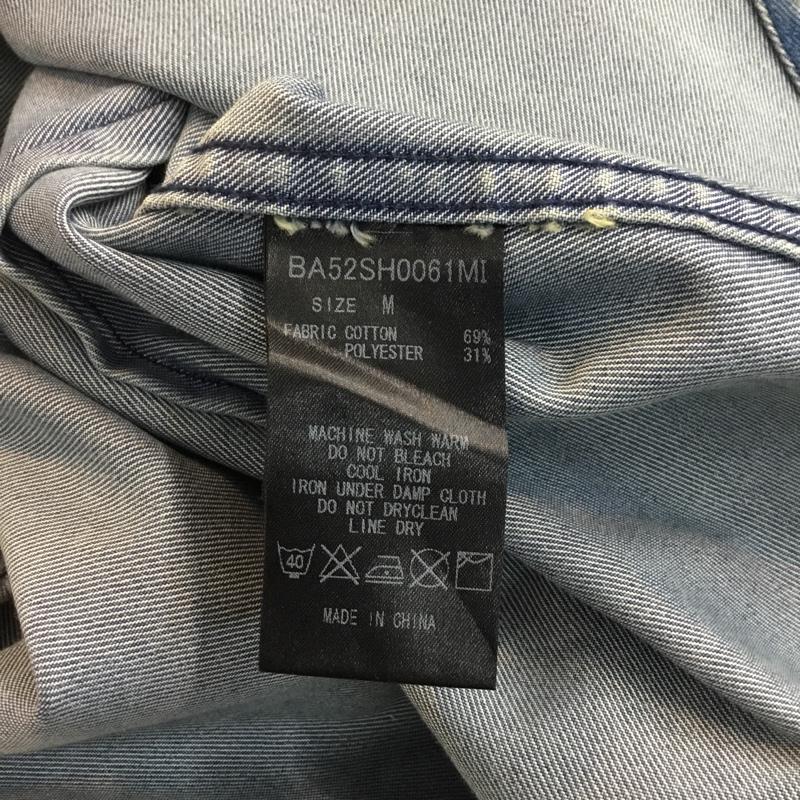 BA52SH0061MI
SIZE M
FABRIC COTTON 69%
POLYESTER 31%
MACHINE WASH WARM
DO NOT BLEACH
COOL IRON
IRON UNDER DAMP CLOTH
DO NOT DRYCLEAN
LINE DRY
40
MADE IN CHINA